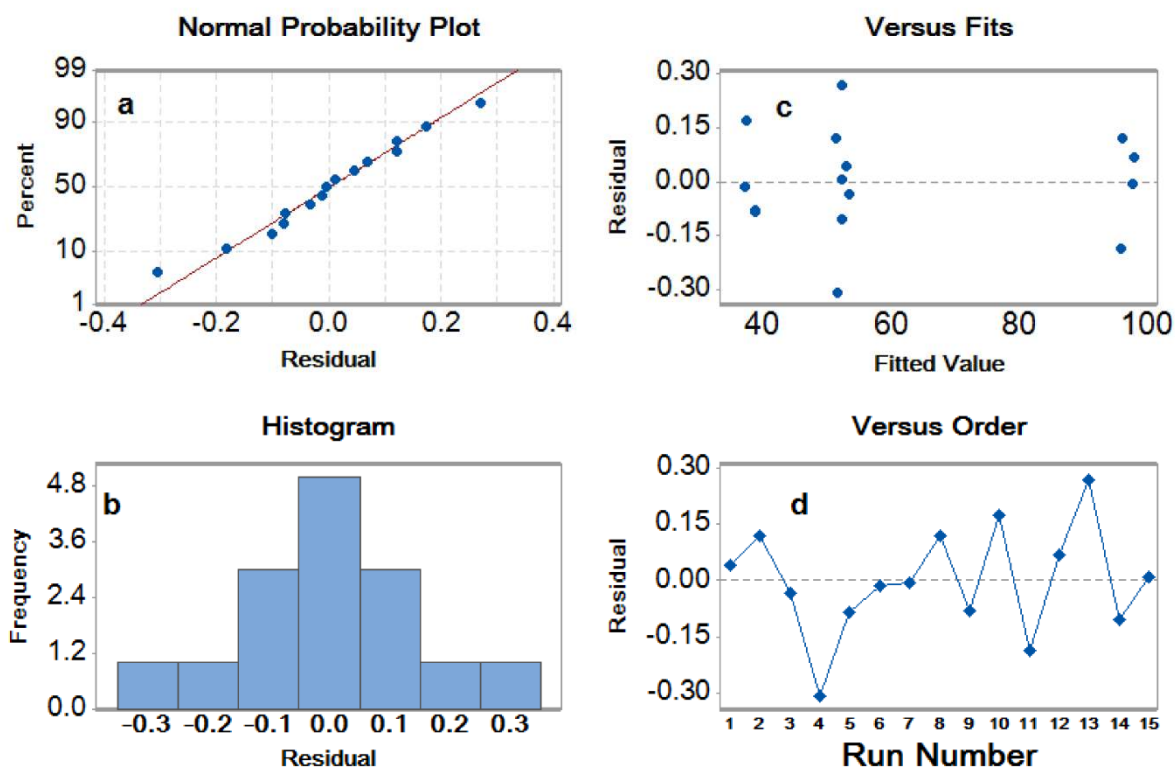 Normal Probability Plot
99
90
50
10
1
Percent
a
-0.4
-0.2
0.0
0.2
0.4
Residual
Versus Fits
0.30
0.15
0.00
-0.15
-0.30
Residual
c
40
60
80
100
Fitted Value
Histogram
4.8
3.6
2.4
1.2
0.0
Frequency
b
-0.3
-0.2
-0.1
0.0
0.1
0.2
0.3
Residual
Versus Order
0.30
0.15
0.00
-0.15
-0.30
Residual
d
1 2 3 4 5 6 7 8 9 10 11 12 13 14 15
Run Number